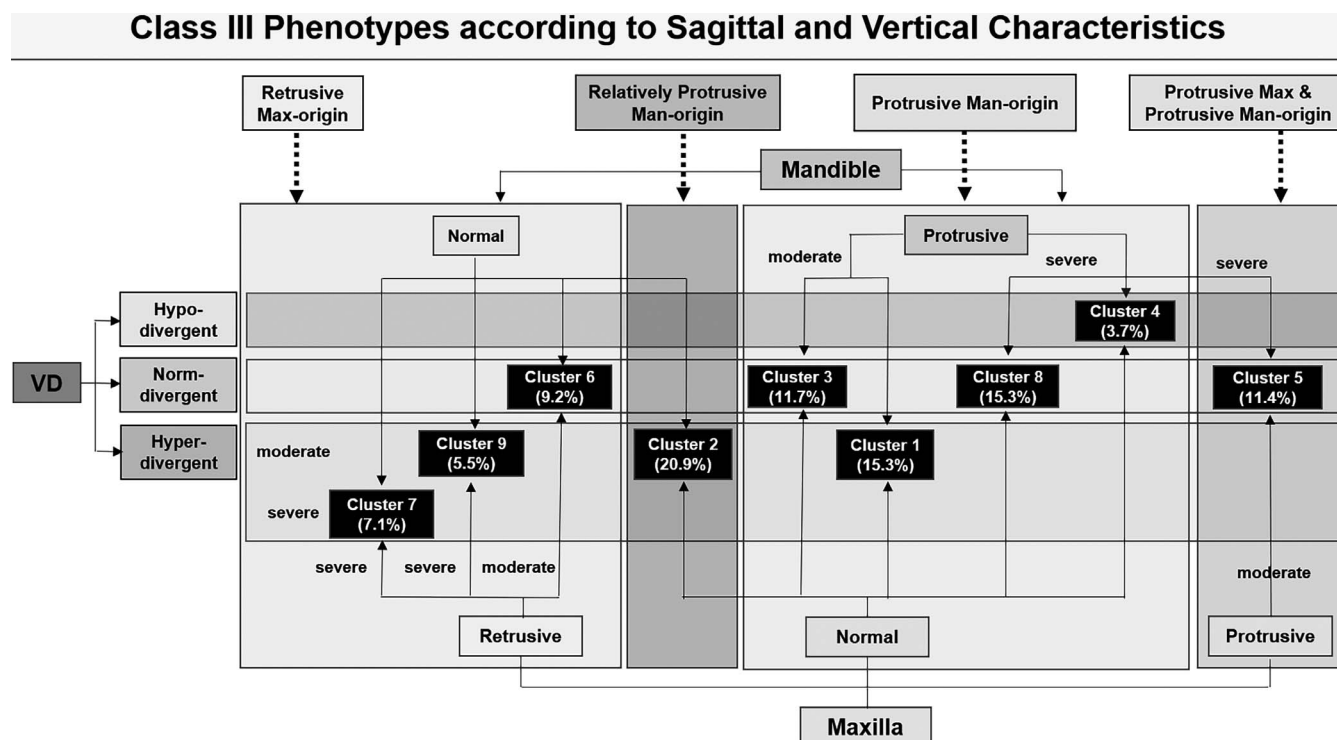 Class III Phenotypes according to Sagittal and Vertical Characteristics
Retrusive
Max-origin
Relatively Protrusive
Man-origin
Protrusive Man-origin
Protrusive Max &
Protrusive Man-origin
Mandible
Normal
Protrusive
moderate
severe
severe
VD
Hypo-
divergent
Norm-
divergent
Hyper-
divergent
Cluster 4
(3.7%)
Cluster 6
(9.2%)
Cluster 3
(11.7%)
Cluster 8
(15.3%)
Cluster 5
(11.4%)
moderate
Cluster 9
(5.5%)
Cluster 2
(20.9%)
Cluster 1
(15.3%)
severe
Cluster 7
(7.1%)
severe
severe
moderate
moderate
Retrusive
Normal
Protrusive
Maxilla